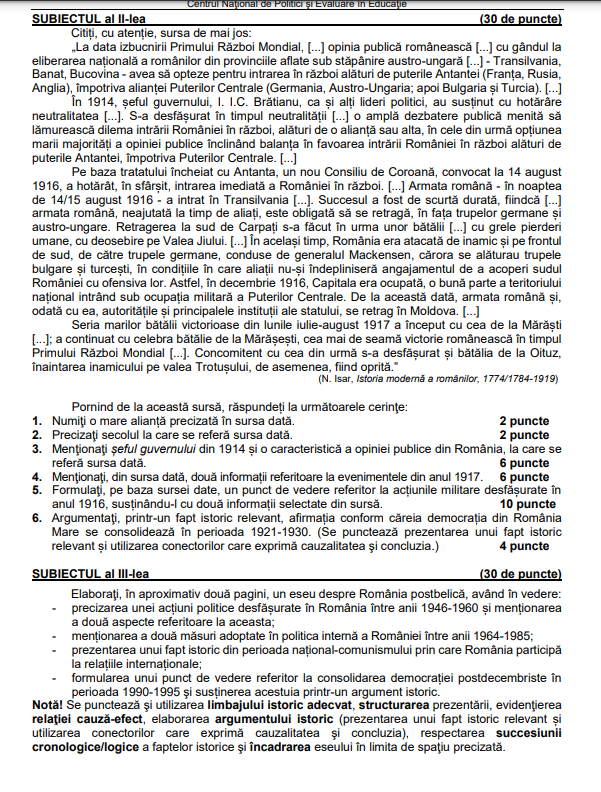 Centrul Național de Politici și Evaluare în Educație
SUBIECTUL al II-lea (30 de puncte)
Citiți, cu atenție, sursa de mai jos:
„La data izbucnirii Primului Război Mondial, [...] opinia publică românească [...] cu gândul la
eliberarea națională a românilor din provinciile aflate sub stăpânire austro-ungară [...] - Transilvania,
Banat, Bucovina - avea să opteze pentru intrarea în război alături de puterile Antantei (Franța, Rusia,
Anglia), împotriva alianței Puterilor Centrale (Germania, Austro-Ungaria; apoi Bulgaria și Turcia). [...]
În 1914, șeful guvernului, I. I.C. Brătianu, ca și alți lideri politici, au susținut cu hotărâre
neutralitatea [...]. S-a desfășurat în timpul neutralității [...] o amplă dezbatere publică menită să
lămurească dilema intrării României în război, alături de o alianță sau alta, în cele din urmă opțiunea
marii majorități a opiniei publice înclinând balanța în favoarea intrării României în război alături de
puterile Antantei, împotriva Puterilor Centrale. [...]
Pe baza tratatului încheiat cu Antanta, un nou Consiliu de Coroană, convocat la 14 august
1916, a hotărât, în sfârșit, intrarea imediată a României în război. [...] Armata română - în noaptea
de 14/15 august 1916 - a intrat în Transilvania [...]. Succesul a fost de scurtă durată, fiindcă [...]
armata română, neajutată la timp de aliați, este obligată să se retragă, în fața trupelor germane și
austro-ungare. Retragerea la sud de Carpați s-a făcut în urma unor bătălii [...] cu grele pierderi
umane, cu deosebire pe Valea Jiului. [...] În același timp, România era atacată de inamic și pe frontul
de sud, de către trupele germane, conduse de generalul Mackensen, cărora se alăturau trupele
bulgare și turcești, în condițiile în care aliații nu-și îndepliniseră angajamentul de a acoperi sudul
României cu ofensiva lor. Astfel, în decembrie 1916, Capitala era ocupată, o bună parte a teritoriului
național intrând sub ocupația militară a Puterilor Centrale. De la această dată, armata română și,
odată cu ea, autoritățile și principalele instituții ale statului, se retrag în Moldova. [...]
Seria marilor bătălii victorioase din lunile iulie-august 1917 a început cu cea de la Mărăști
[...]; a continuat cu celebra bătălie de la Mărășești, cea mai de seamă victorie românească în timpul
Primului Război Mondial [...]. Concomitent cu cea din urmă s-a desfășurat și bătălia de la Oituz,
înaintarea inamicului pe valea Trotușului, de asemenea, fiind oprită.”
(N. Isar, Istoria modernă a românilor, 1774/1784-1919)
Pornind de la această sursă, răspundeți la următoarele cerințe:
1. Numiți o mare alianță precizată în sursa dată. 2 puncte
2. Precizați secolul la care se referă sursa dată. 2 puncte
3. Menționați șeful guvernului din 1914 și o caracteristică a opiniei publice din România, la care se
referă sursa dată. 6 puncte
4. Menționați, din sursa dată, două informații referitoare la evenimentele din anul 1917. 6 puncte
5. Formulați, pe baza sursei date, un punct de vedere referitor la acțiunile militare desfășurate în
anul 1916, susținându-l cu două informații selectate din sursă. 10 puncte
6. Argumentați, printr-un fapt istoric relevant, afirmația conform căreia democrația din România
Mare se consolidează în perioada 1921-1930. (Se punctează prezentarea unui fapt istoric
relevant și utilizarea conectorilor care exprimă cauzalitatea și concluzia.) 4 puncte
SUBIECTUL al III-lea (30 de puncte)
Elaborați, în aproximativ două pagini, un eseu despre România postbelică, având în vedere:
- precizarea unei acțiuni politice desfășurate în România între anii 1946-1960 și menționarea
a două aspecte referitoare la aceasta;
- menționarea a două măsuri adoptate în politica internă a României între anii 1964-1985;
- prezentarea unui fapt istoric din perioada național-comunismului prin care România participă
la relațiile internaționale;
- formularea unui punct de vedere referitor la consolidarea democrației postdecembriste în
perioada 1990-1995 și susținerea acestuia printr-un argument istoric.
Notă! Se punctează și utilizarea limbajului istoric adecvat, structurarea prezentării, evidențierea
relației cauză-efect, elaborarea argumentului istoric (prezentarea unui fapt istoric relevant și
utilizarea conectorilor care exprimă cauzalitatea și concluzia), respectarea succesiunii
cronologice/logice a faptelor istorice și încadrarea eseului în limita de spațiu precizată.